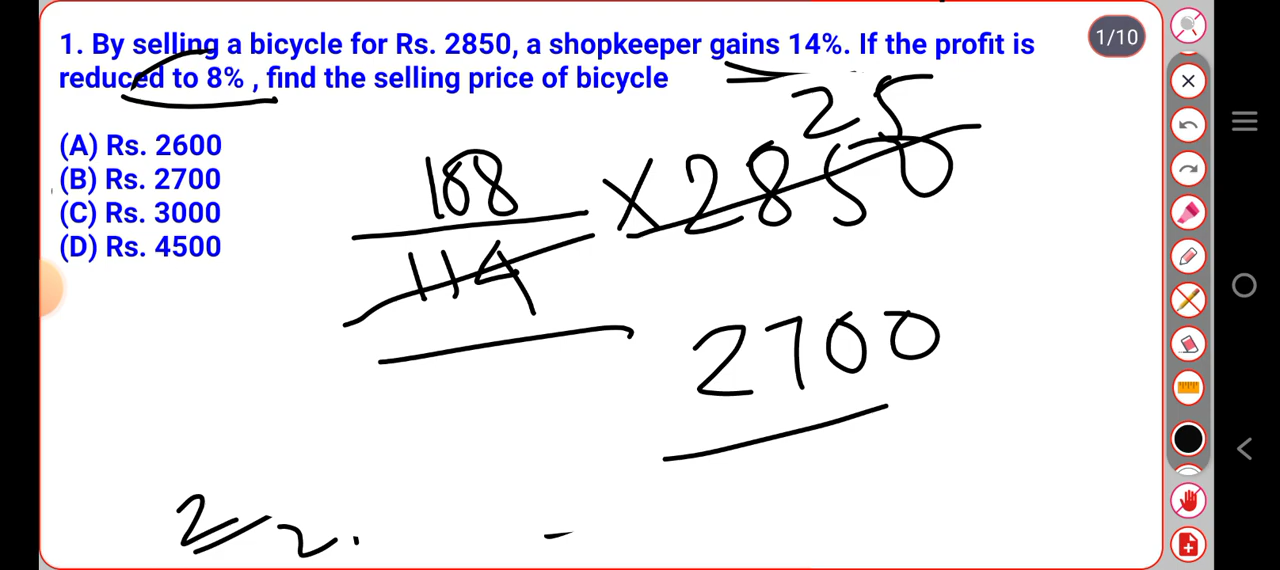 1. By selling a bicycle for Rs. 2850, a shopkeeper gains 14%. If the profit is
reduced to 8% , find the selling price of bicycle
1/10
(A) Rs. 2600
(B) Rs. 2700
(C) Rs. 3000
(D) Rs. 4500
25
108 × 2850
114
2700
2 2.